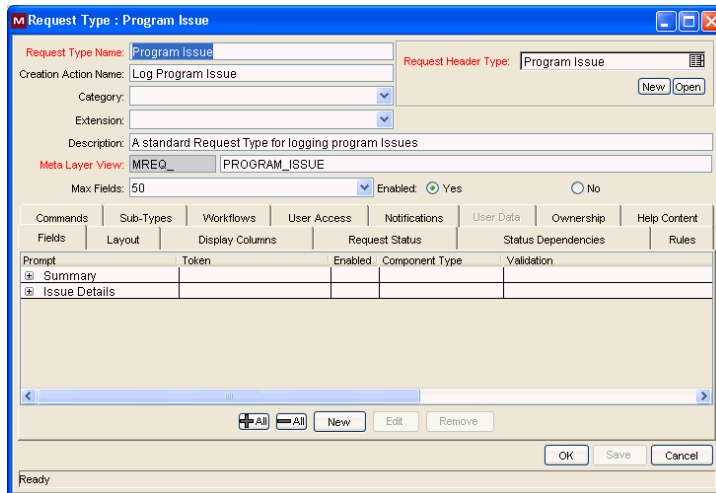 Request Type : Program Issue
Request Type Name: Program Issue
Request Header Type: Program Issue
Creation Action Name: Log Program Issue
New Open
Category:
Extension:
Description: A standard Request Type for logging program Issues
Meta Layer View: MREQ_ PROGRAM_ISSUE
Max Fields: 50 Enabled: Yes No
Commands Sub-Types Workflows User Access Notifications User Data Ownership Help Content
Fields Layout Display Columns Request Status Status Dependencies Rules
Prompt Token Enabled Component Type Validation
Summary
Issue Details
All All New Edit Remove
OK Save Cancel
Ready